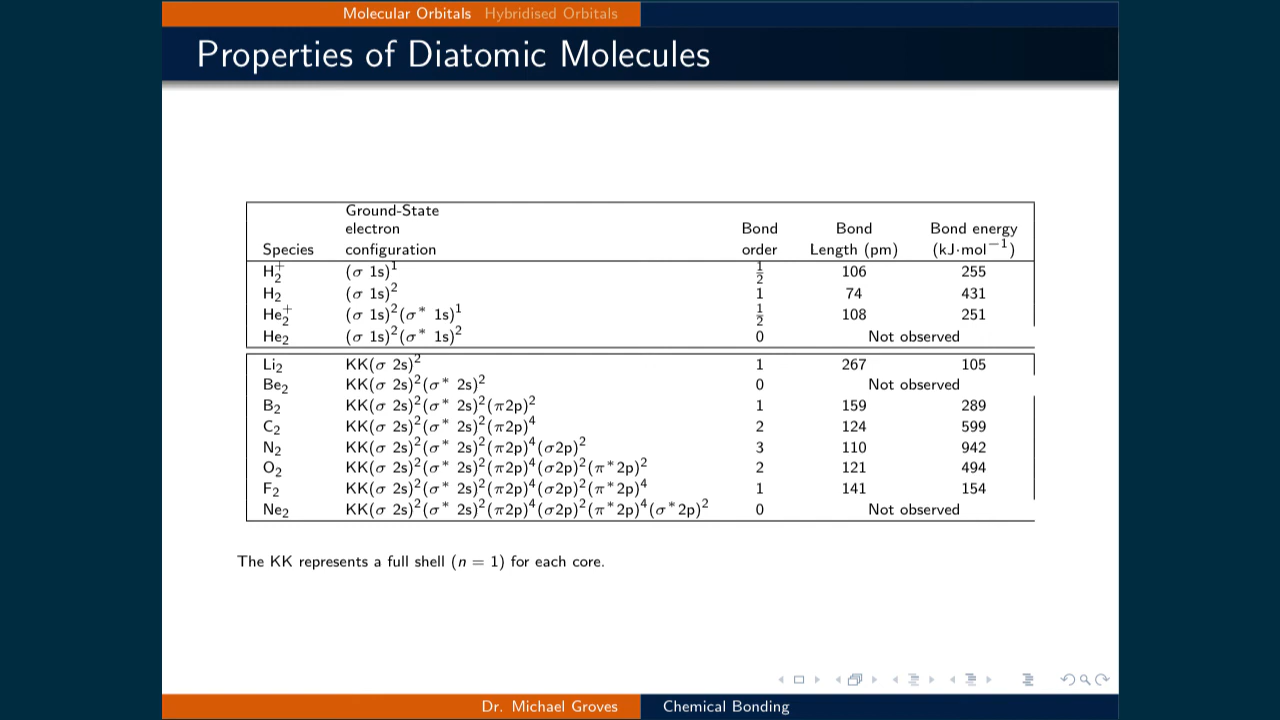 Molecular Orbitals Hybridised Orbitals
Properties of Diatomic Molecules
Ground-State
electron Bond Bond Bond energy
Species configuration order Length (pm) (kJ·mol⁻¹)
H₂⁺ (σ 1s)¹ ½ 106 255
H₂ (σ 1s)² 1 74 431
He₂⁺ (σ 1s)²(σ* 1s)¹ ½ 108 251
He₂ (σ 1s)²(σ* 1s)² 0 Not observed
Li₂ KK(σ 2s)² 1 267 105
Be₂ KK(σ 2s)²(σ* 2s)² 0 Not observed
B₂ KK(σ 2s)²(σ* 2s)²(π2p)² 1 159 289
C₂ KK(σ 2s)²(σ* 2s)²(π2p)⁴ 2 124 599
N₂ KK(σ 2s)²(σ* 2s)²(π2p)⁴(σ2p)² 3 110 942
O₂ KK(σ 2s)²(σ* 2s)²(π2p)⁴(σ2p)²(π*2p)² 2 121 494
F₂ KK(σ 2s)²(σ* 2s)²(π2p)⁴(σ2p)²(π*2p)⁴ 1 141 154
Ne₂ KK(σ 2s)²(σ* 2s)²(π2p)⁴(σ2p)²(π*2p)⁴(σ*2p)² 0 Not observed
The KK represents a full shell (n = 1) for each core.
Dr. Michael Groves Chemical Bonding